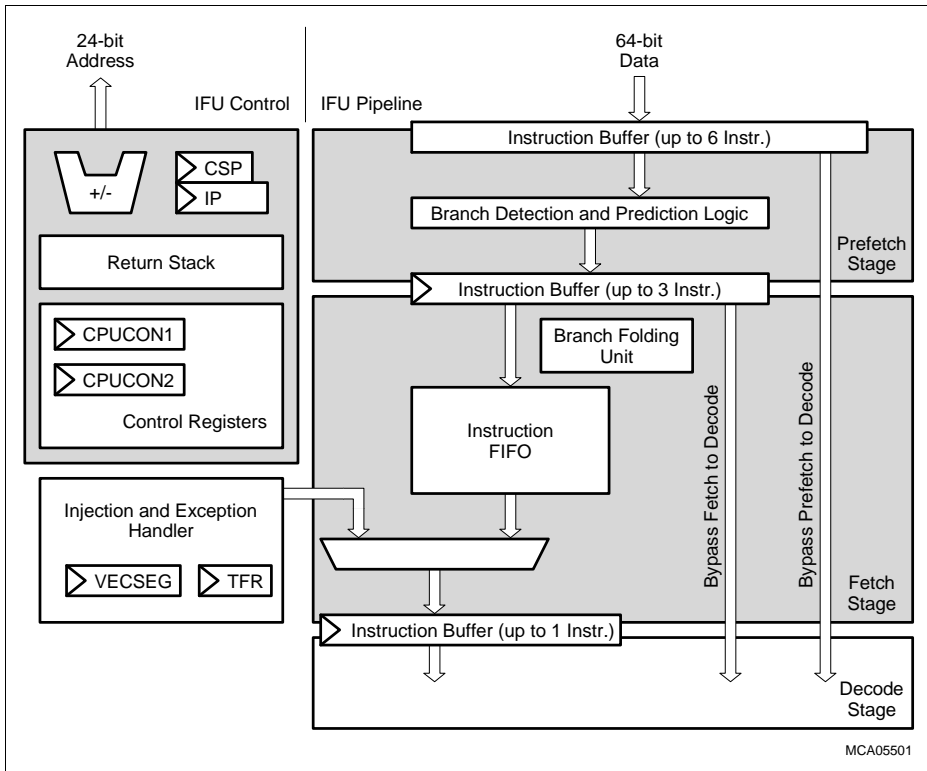 24-bit
Address
64-bit
Data
IFU Control
IFU Pipeline
+/-
CSP
IP
Return Stack
CPUCON1
CPUCON2
Control Registers
Injection and Exception
Handler
VECSEG
TFR
Instruction Buffer (up to 6 Instr.)
Branch Detection and Prediction Logic
Prefetch
Stage
Instruction Buffer (up to 3 Instr.)
Branch Folding
Unit
Instruction
FIFO
Bypass Fetch to Decode
Bypass Prefetch to Decode
Fetch
Stage
Instruction Buffer (up to 1 Instr.)
Decode
Stage
MCA05501